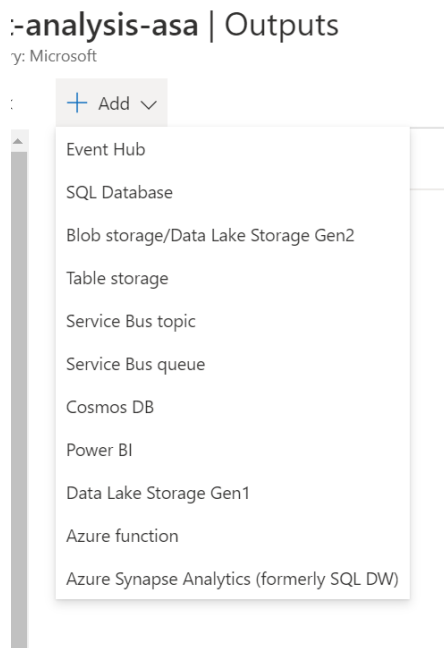 -analysis-asa | Outputs
ry: Microsoft
Add
Event Hub
SQL Database
Blob storage/Data Lake Storage Gen2
Table storage
Service Bus topic
Service Bus queue
Cosmos DB
Power BI
Data Lake Storage Gen1
Azure function
Azure Synapse Analytics (formerly SQL DW)